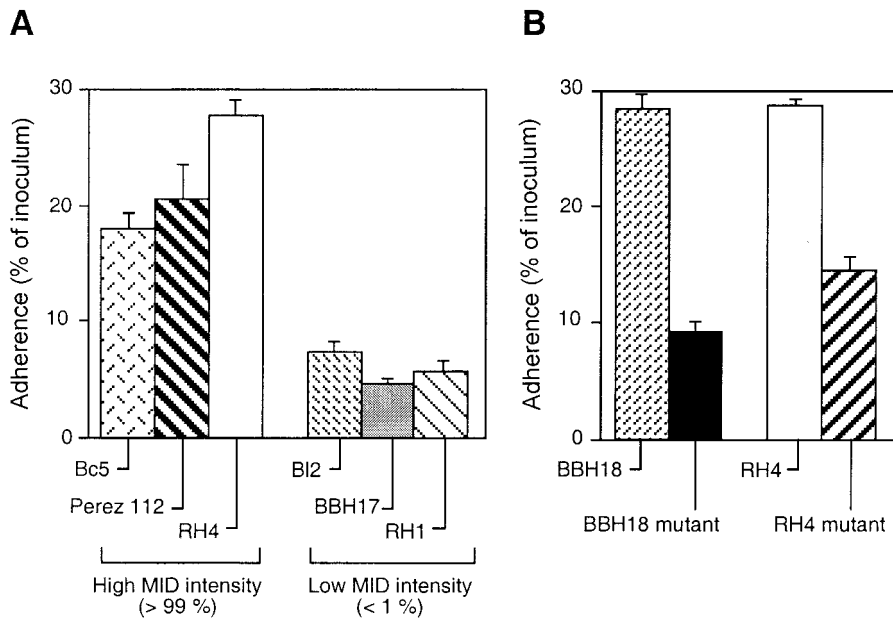 A
B
Adherence (% of inoculum)
30
20
10
0
Bc5
Perez 112
RH4
Bl2
BBH17
RH1
High MID intensity
(> 99 %)
Low MID intensity
(< 1 %)
Adherence (% of inoculum)
30
20
10
0
BBH18
BBH18 mutant
RH4
RH4 mutant